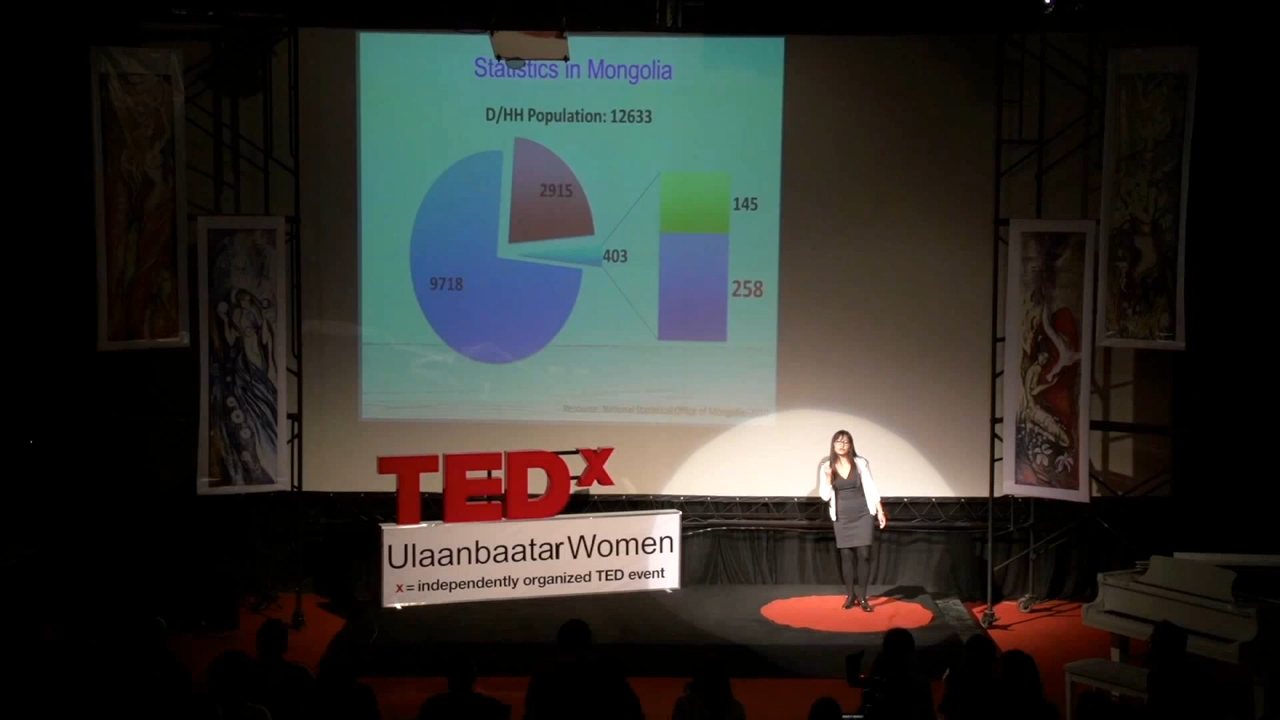 Statistics in Mongolia
D/HH Population: 12633
2915
145
403
9718
258
TEDx
UlaanbaatarWomen
x = independently organized TED event